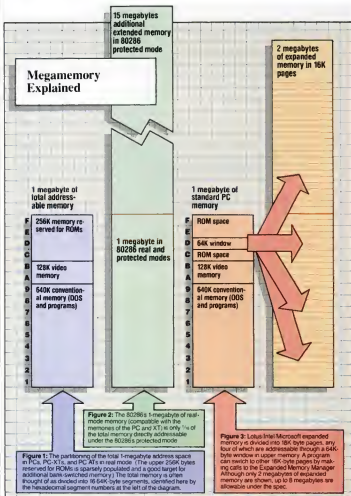 15 megabytes
additional
extended memory
in 80286
protected mode
2 megabytes
of expanded
memory in 16K
pages
Megamemory
Explained
1 megabyte of
total address-
able memory
1 megabyte of
standard PC
memory
F
E
D
C
B
A
9
8
7
6
5
4
3
2
1
256K memory re-
served for ROMs
128K video
memory
640K convention-
al memory (DOS
and programs)
1 megabyte in
80286 real and
protected modes
F
E
D
C
B
A
9
8
7
6
5
4
3
2
1
ROM space
64K window
ROM space
128K video
memory
640K convention-
al memory (DOS
and programs)
Figure 2: The 80286's 1-megabyte of real-
mode memory (compatible with the
memories of the PC and XT) is only 1/16 of
the total memory directly addressable
under the 80286's protected mode
Figure 1: The partitioning of the total 1-megabyte address space
in PCs, PC-XTs, and PC ATs in real mode. (The upper 256K bytes
reserved for ROMs is sparsely populated and a good target for
additional bank-switched memory.) The total memory is often
thought of as divided into 16 64K-byte segments, identified here by
the hexadecimal segment numbers at the left of the diagram.
Figure 3: Lotus/Intel/Microsoft expanded
memory is divided into 16K-byte pages, any
four of which are addressable through a 64K-
byte window in upper memory. A program
can switch to other 16K-byte pages by mak-
ing calls to the Expanded Memory Manager
Although only 2 megabytes of expanded
memory are shown, up to 8 megabytes are
allowable under the spec.